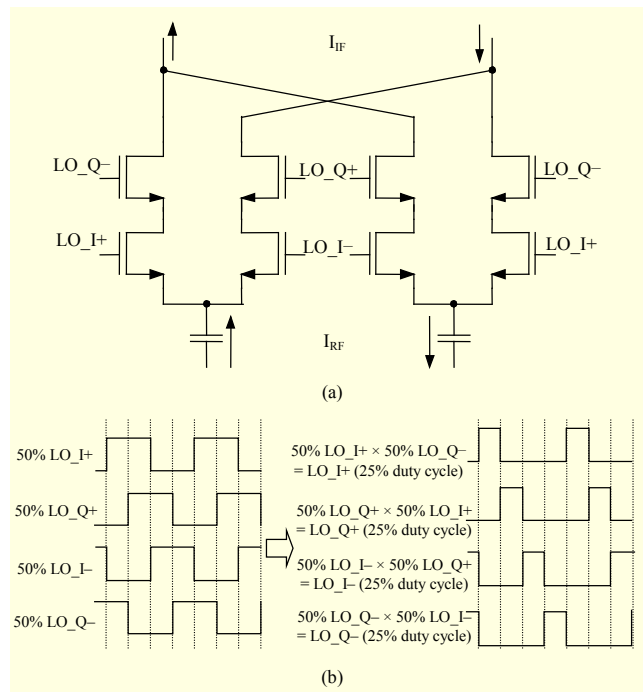 I_IF
LO_Q– LO_Q+ LO_Q–
LO_I+ LO_I– LO_I+
I_RF
(a)
50% LO_I+
50% LO_Q+
50% LO_I–
50% LO_Q–
50% LO_I+ × 50% LO_Q–
= LO_I+ (25% duty cycle)
50% LO_Q+ × 50% LO_I+
= LO_Q+ (25% duty cycle)
50% LO_I– × 50% LO_Q+
= LO_I– (25% duty cycle)
50% LO_Q– × 50% LO_I–
= LO_Q– (25% duty cycle)
(b)